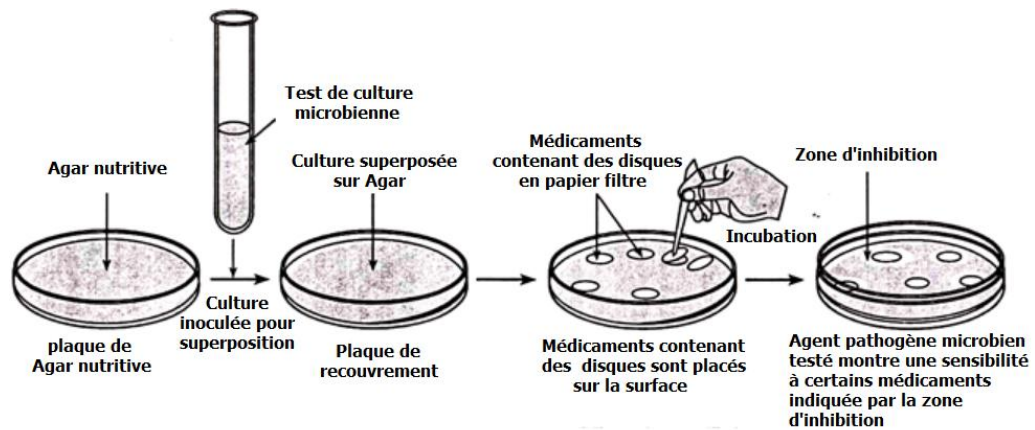 Test de culture
microbienne
Agar nutritive
Culture superposée
sur Agar
Médicaments
contenant des disques
en papier filtre
Zone d'inhibition
Incubation
Culture
inoculée pour
superposition
plaque de
Agar nutritive
Plaque de
recouvrement
Médicaments contenant
des disques sont placés
sur la surface
Agent pathogène microbien
testé montre une sensibilité
à certains médicaments
indiquée par la zone
d'inhibition